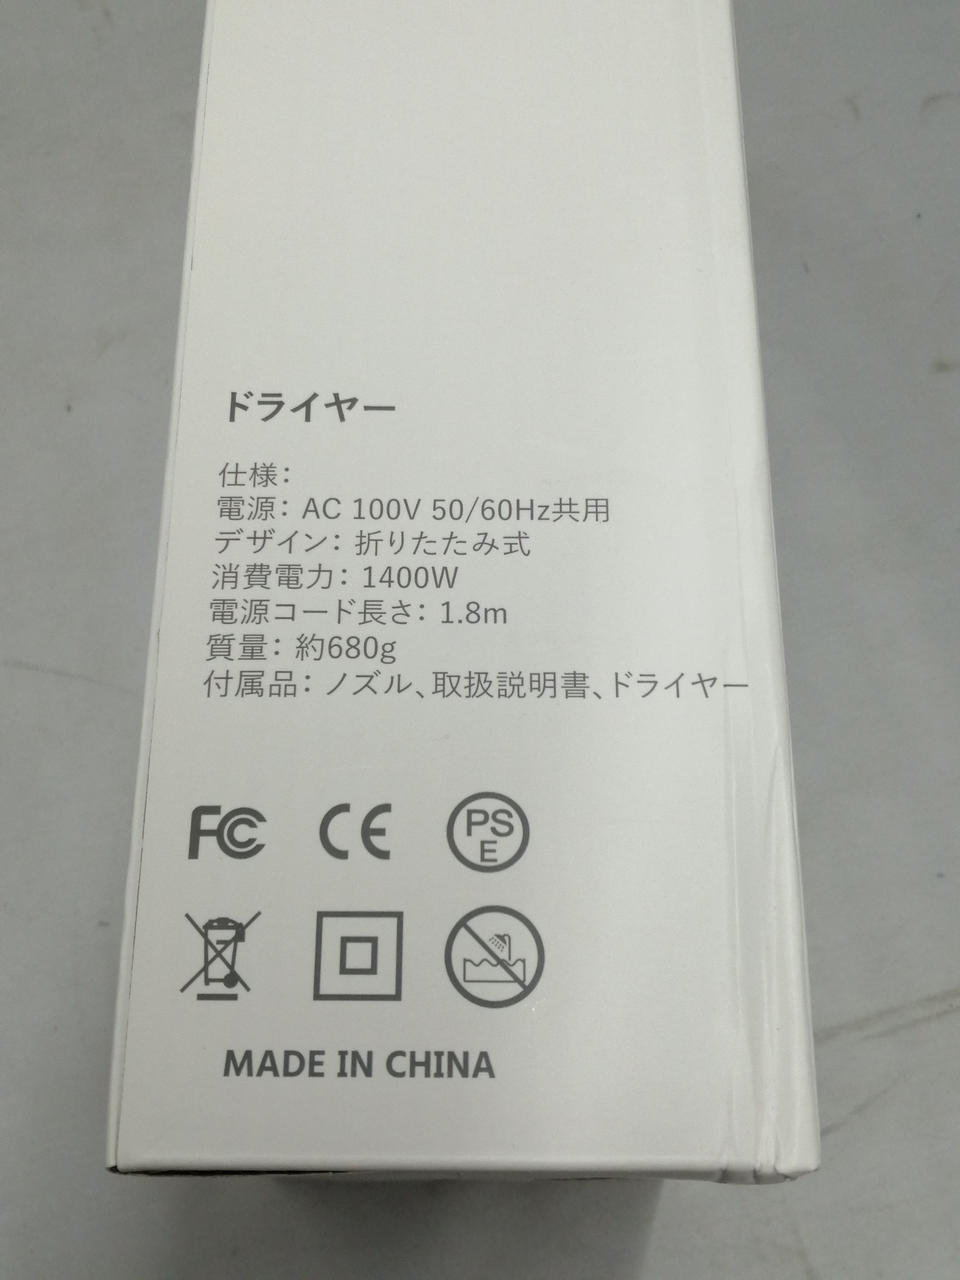 ドライヤー
仕様：
電源： AC 100V 50/60Hz共用
デザイン： 折りたたみ式
消費電力： 1400W
電源コード長さ： 1.8m
質量： 約680g
付属品： ノズル、取扱説明書、ドライヤー
FC CE PSE
MADE IN CHINA